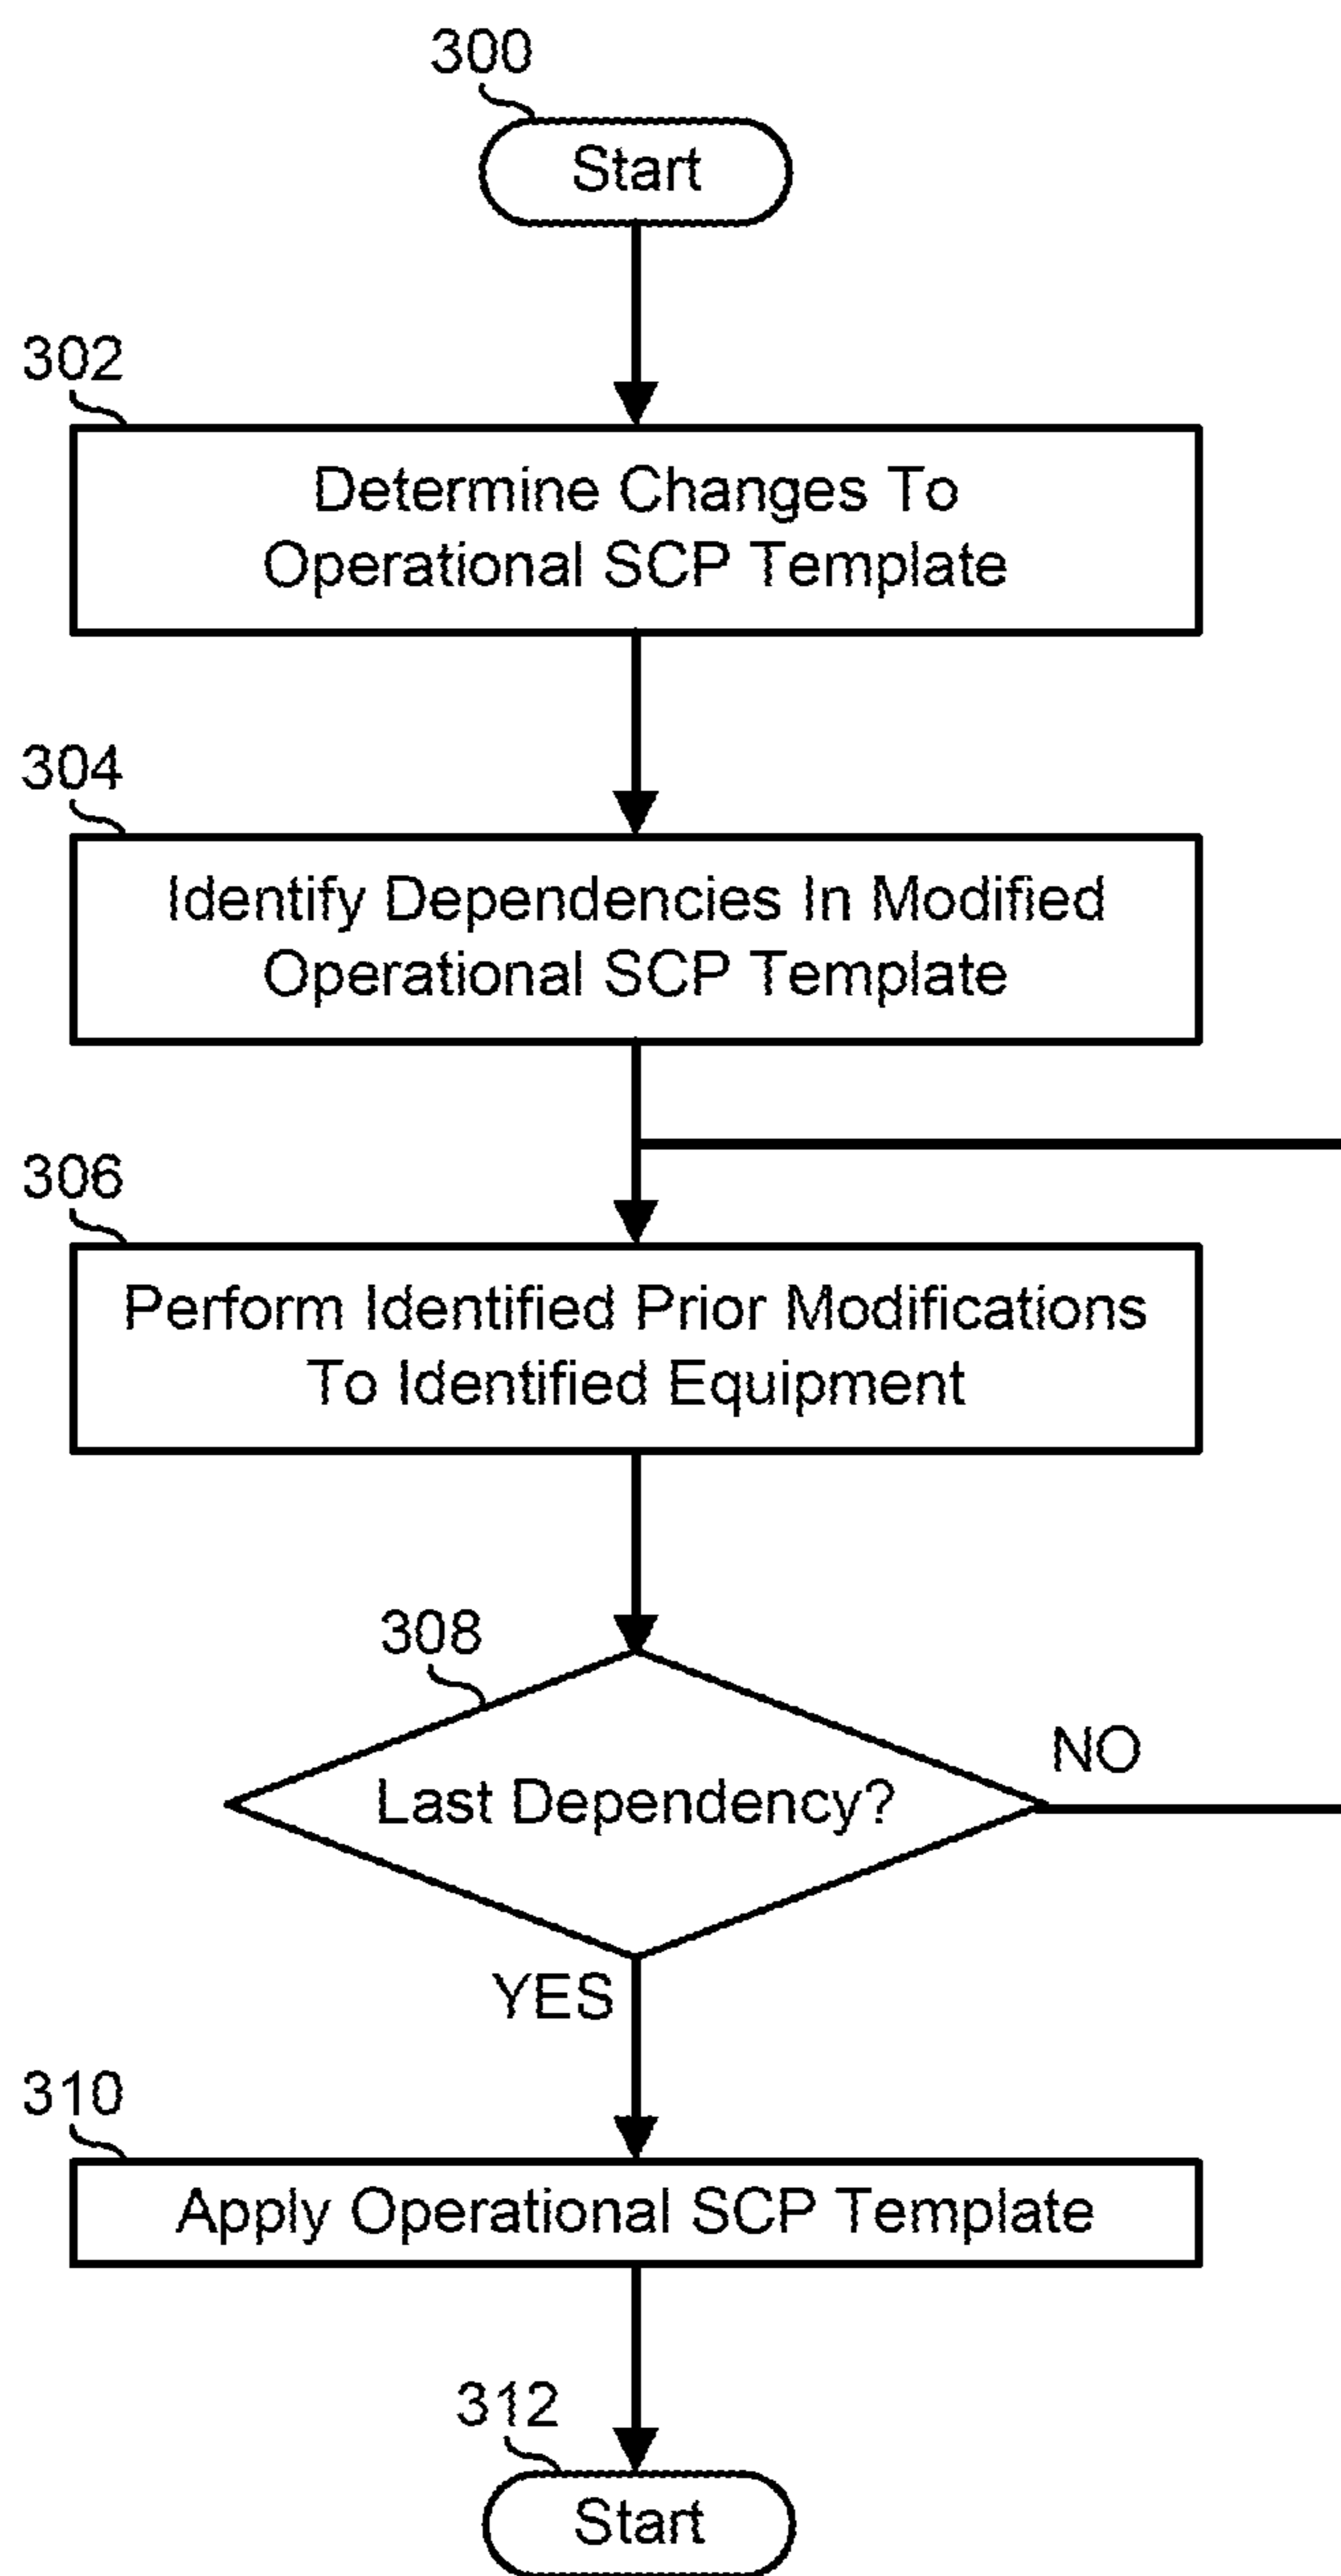 300
Start
302
Determine Changes To
Operational SCP Template
304
Identify Dependencies In Modified
Operational SCP Template
306
Perform Identified Prior Modifications
To Identified Equipment
308
Last Dependency?
NO
YES
310
Apply Operational SCP Template
312
Start